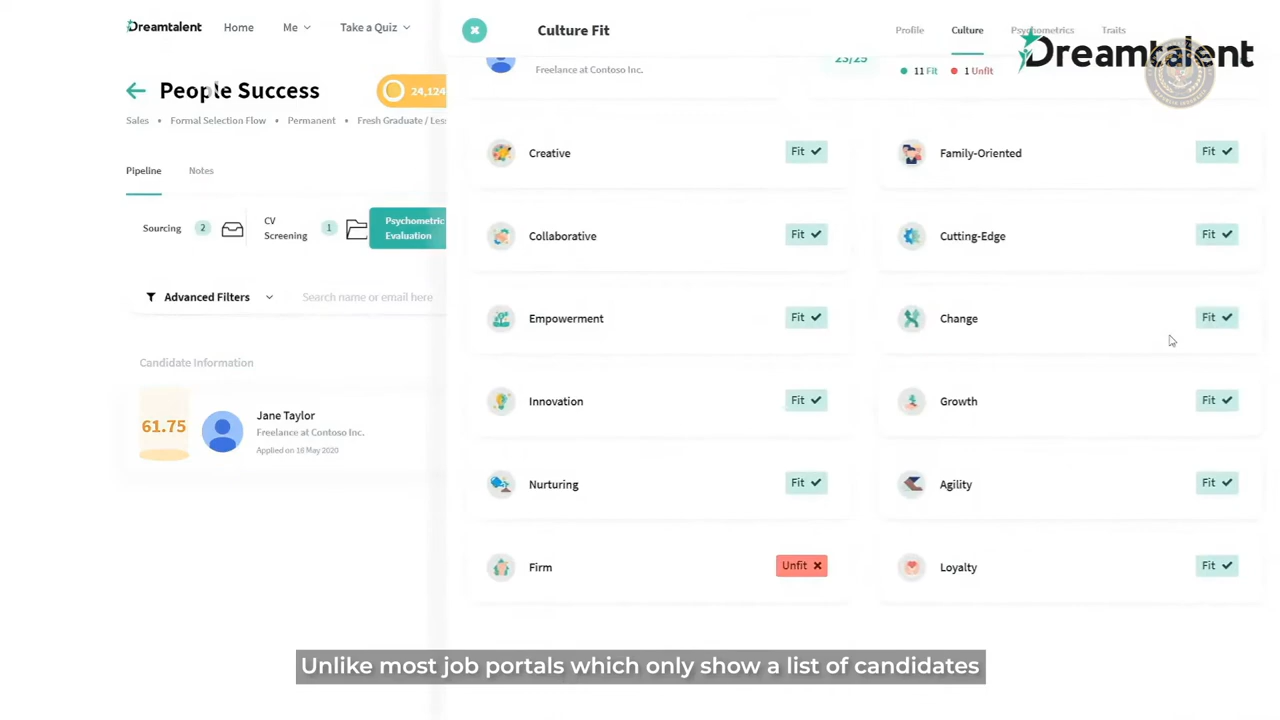 Dreamtalent
Home
Me
Take a Quiz
People Success
24,124
Sales • Formal Selection Flow • Permanent • Fresh Graduate / Less
Pipeline
Notes
Sourcing
2
CV
Screening
1
Psychometric
Evaluation
Advanced Filters
Search name or email here
Candidate Information
61.75
Jane Taylor
Freelance at Contoso Inc.
Applied on 16 May 2020
Culture Fit
Profile
Culture
Psychometrics
Traits
Dreamtalent
Freelance at Contoso Inc.
23/25
11 Fit
1 Unfit
Creative
Fit
Family-Oriented
Fit
Collaborative
Fit
Cutting-Edge
Fit
Empowerment
Fit
Change
Fit
Innovation
Fit
Growth
Fit
Nurturing
Fit
Agility
Fit
Firm
Unfit
Loyalty
Fit
Unlike most job portals which only show a list of candidates